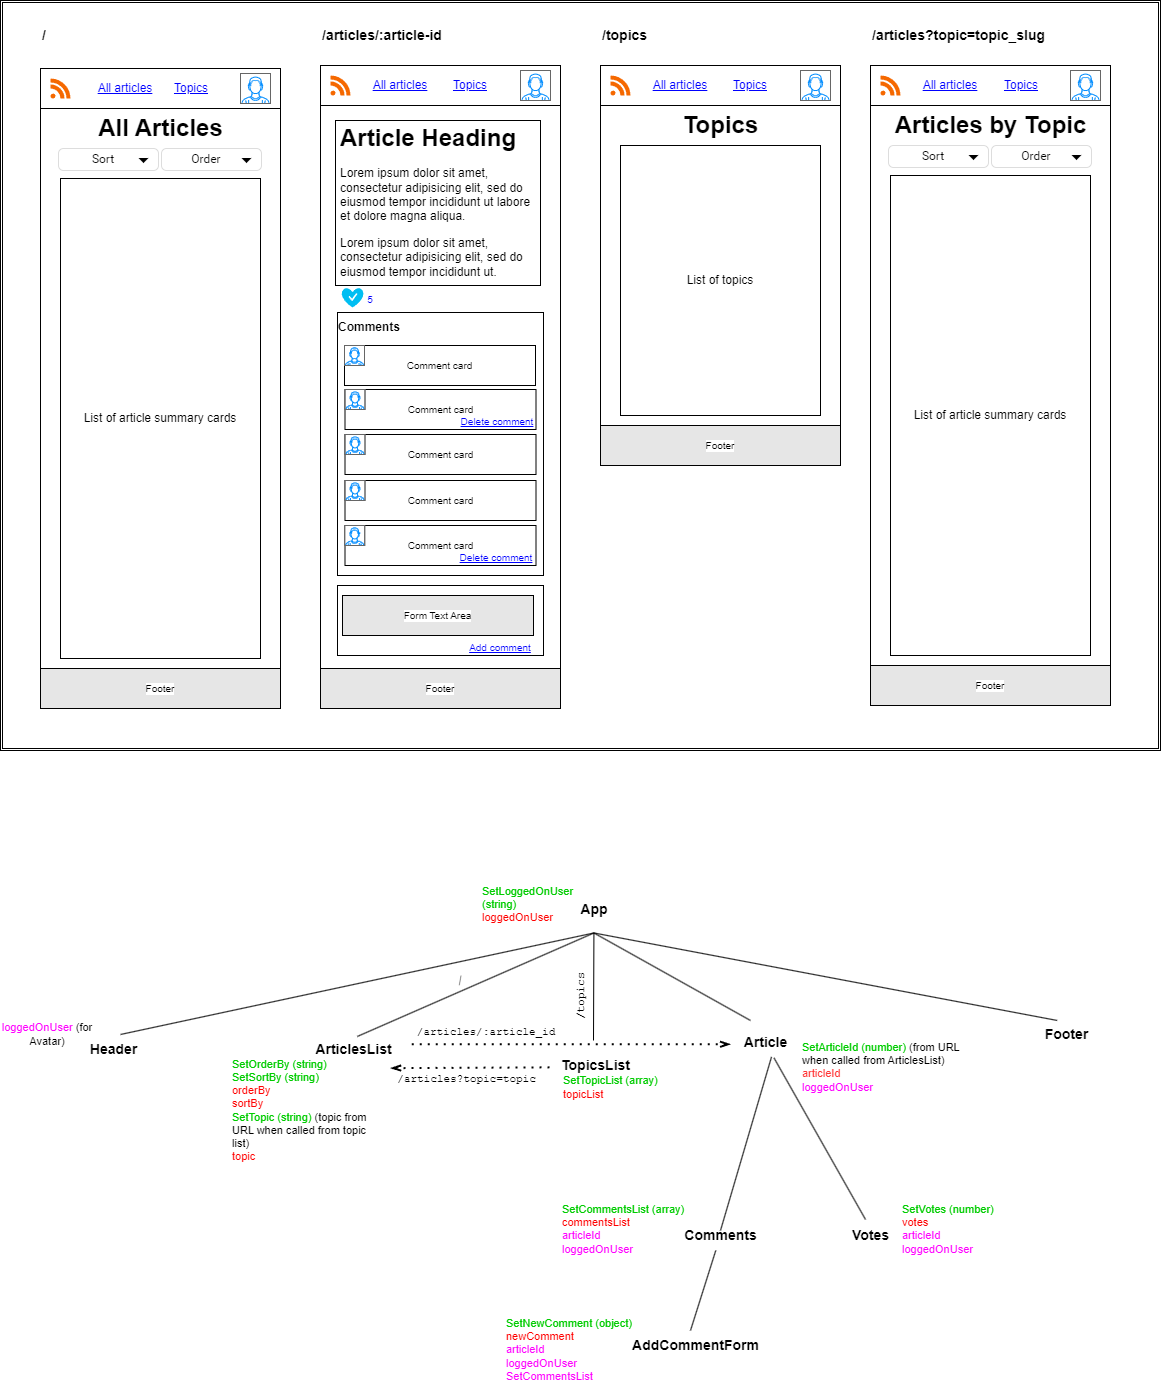 /
/articles/:article-id
/topics
/articles?topic=topic_slug
All articles
Topics
All Articles
Sort
Order
List of article summary cards
Footer
All articles
Topics
Article Heading
Lorem ipsum dolor sit amet,
consectetur adipisicing elit, sed do
eiusmod tempor incididunt ut labore
et dolore magna aliqua.
Lorem ipsum dolor sit amet,
consectetur adipisicing elit, sed do
eiusmod tempor incididunt ut.
5
Comments
Comment card
Comment card
Delete comment
Comment card
Comment card
Comment card
Delete comment
Form Text Area
Add comment
Footer
All articles
Topics
Topics
List of topics
Footer
All articles
Topics
Articles by Topic
Sort
Order
List of article summary cards
Footer
SetLoggedOnUser
(string)
loggedOnUser
App
/
/topics
loggedOnUser (for
Avatar)
Header
ArticlesList
SetOrderBy (string)
SetSortBy (string)
orderBy
sortBy
SetTopic (string) (topic from
URL when called from topic
list)
topic
/articles/:article_id
/articles?topic=topic
TopicsList
SetTopicList (array)
topicList
Article
SetArticleId (number) (from URL
when called from ArticlesList)
articleId
loggedOnUser
Footer
SetCommentsList (array)
commentsList
articleId
loggedOnUser
Comments
Votes
SetVotes (number)
votes
articleId
loggedOnUser
SetNewComment (object)
newComment
articleId
loggedOnUser
SetCommentsList
AddCommentForm